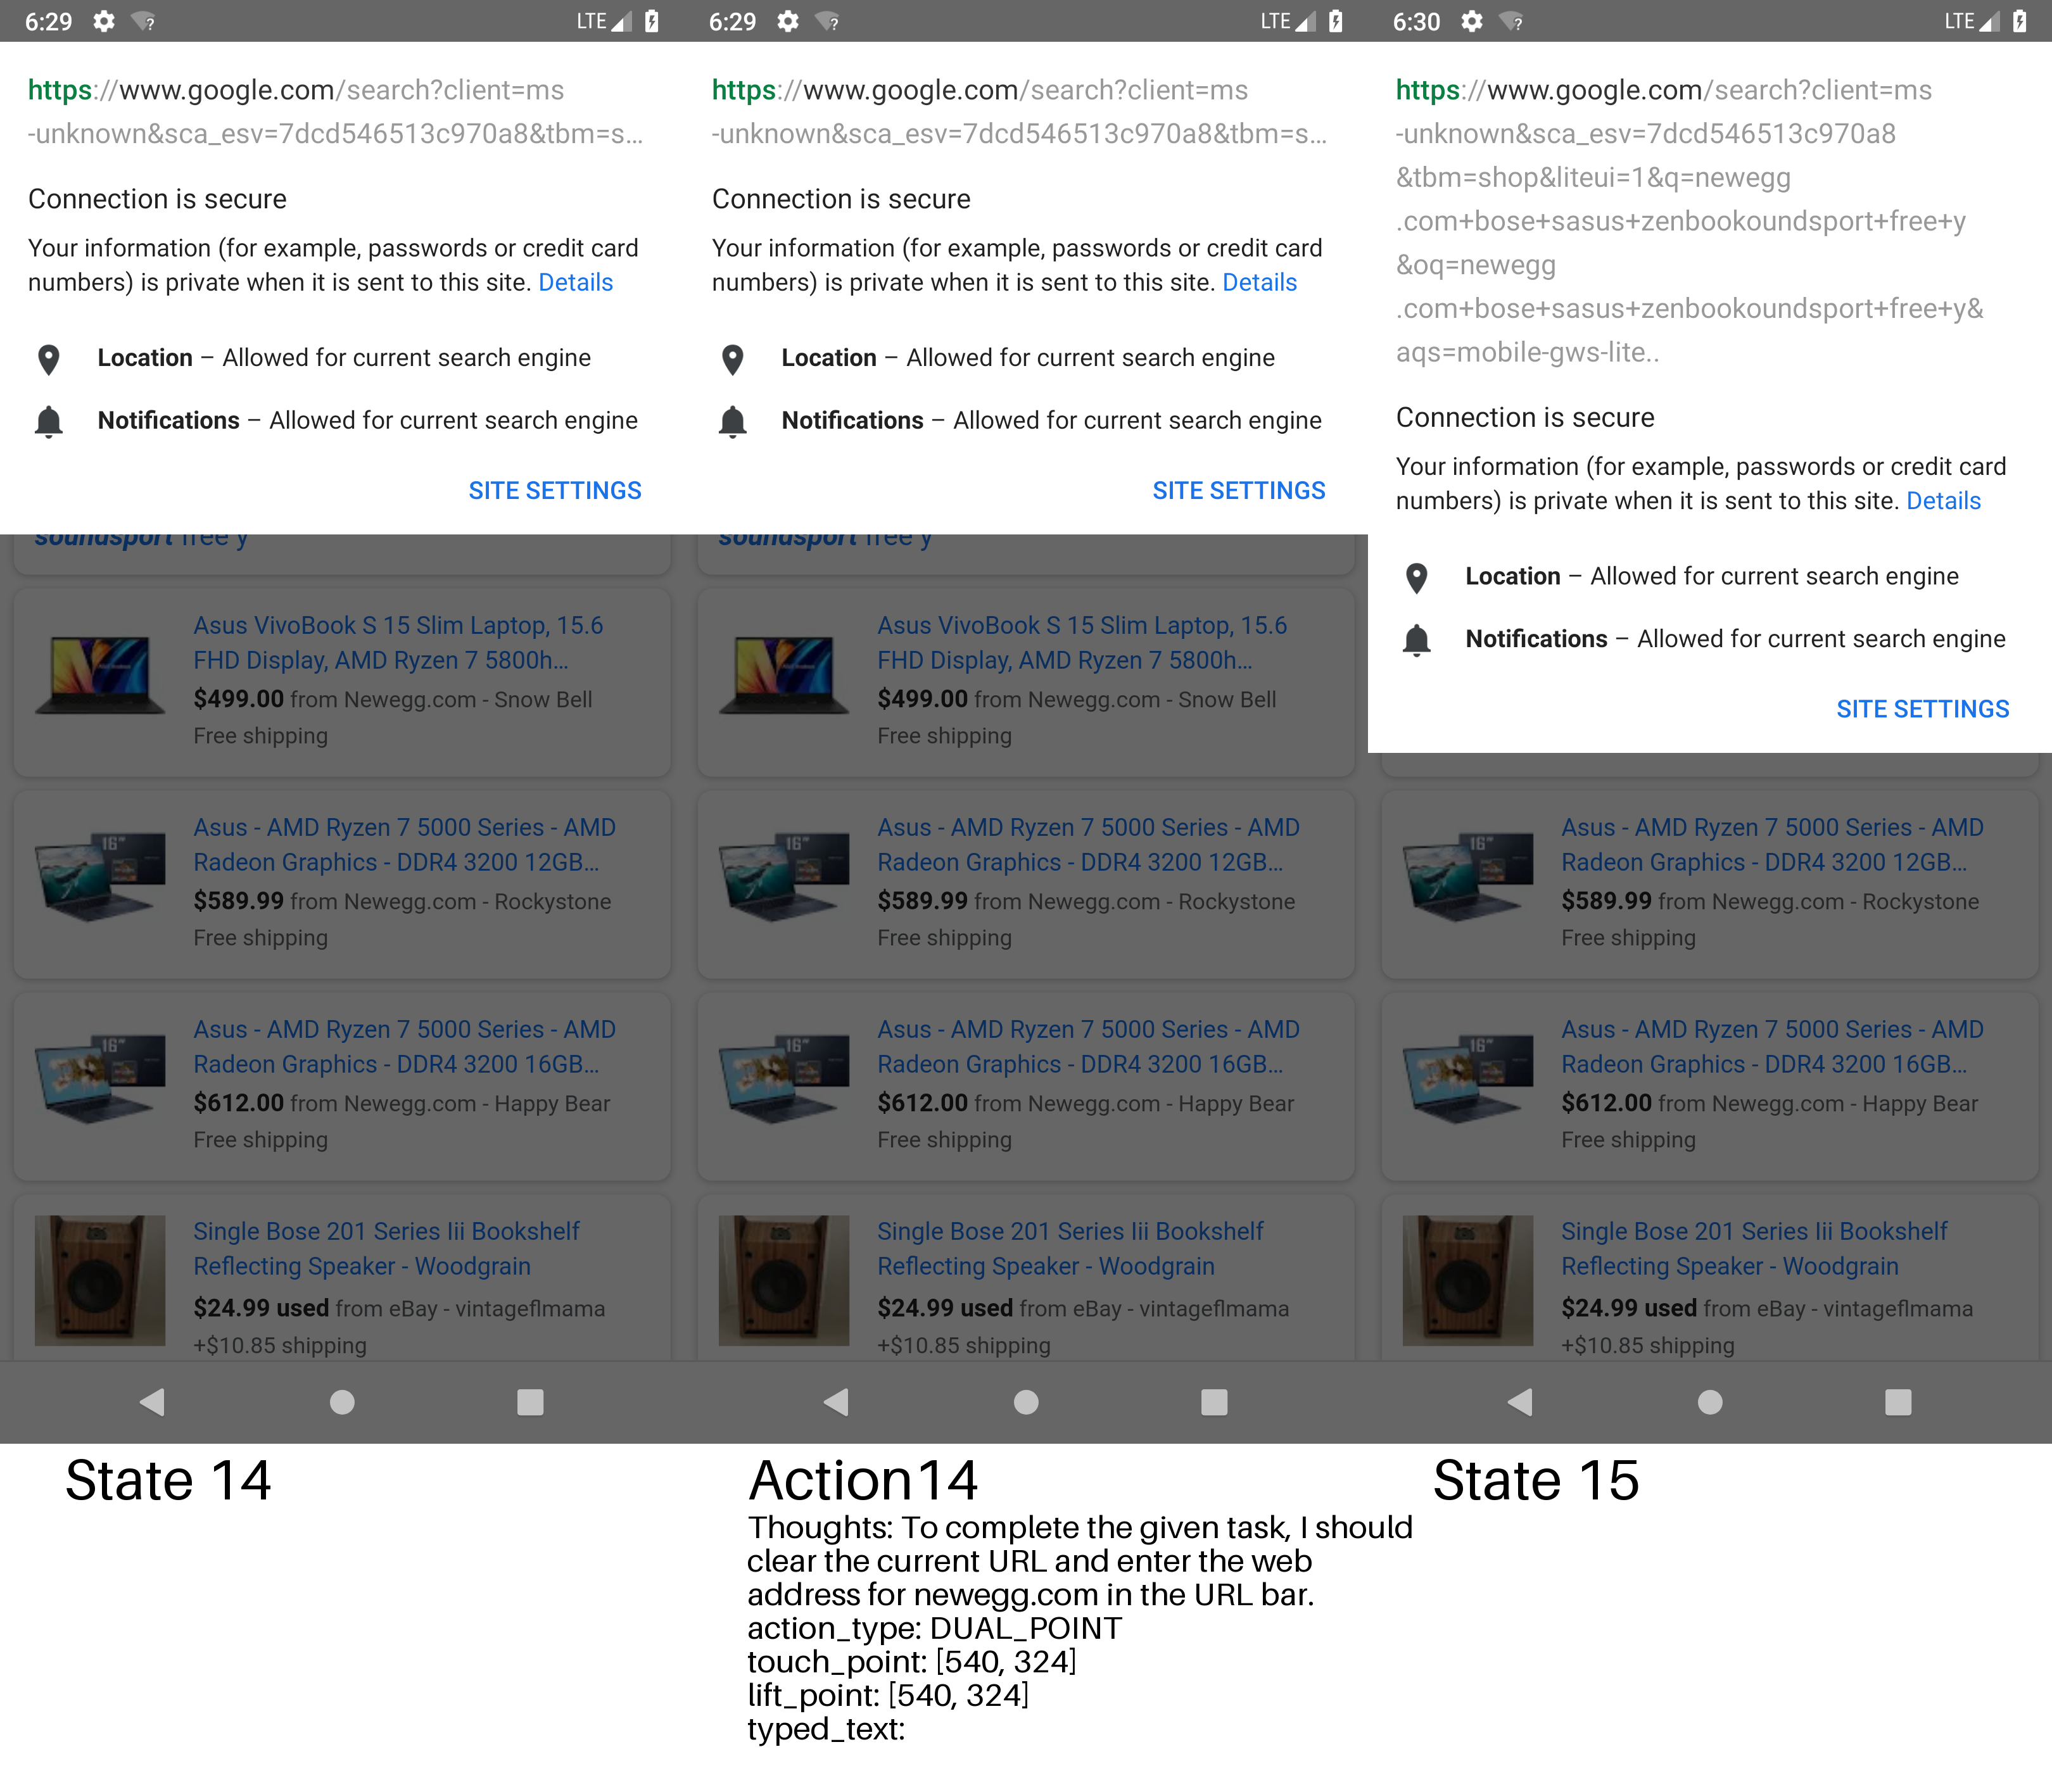 6:29
LTE
https://www.google.com/search?client=ms
-unknown&sca_esv=7dcd546513c970a8&tbm=s...
Connection is secure
Your information (for example, passwords or credit card
numbers) is private when it is sent to this site. Details
Location – Allowed for current search engine
Notifications – Allowed for current search engine
SITE SETTINGS
soundsport free y
Asus VivoBook S 15 Slim Laptop, 15.6
FHD Display, AMD Ryzen 7 5800h...
$499.00 from Newegg.com - Snow Bell
Free shipping
16"
Asus - AMD Ryzen 7 5000 Series - AMD
Radeon Graphics - DDR4 3200 12GB...
$589.99 from Newegg.com - Rockystone
Free shipping
16"
Asus - AMD Ryzen 7 5000 Series - AMD
Radeon Graphics - DDR4 3200 16GB...
$612.00 from Newegg.com - Happy Bear
Free shipping
Single Bose 201 Series Iii Bookshelf
Reflecting Speaker - Woodgrain
$24.99 used from eBay - vintageflmama
+$10.85 shipping
State 14
6:29
LTE
https://www.google.com/search?client=ms
-unknown&sca_esv=7dcd546513c970a8&tbm=s...
Connection is secure
Your information (for example, passwords or credit card
numbers) is private when it is sent to this site. Details
Location – Allowed for current search engine
Notifications – Allowed for current search engine
SITE SETTINGS
soundsport free y
Asus VivoBook S 15 Slim Laptop, 15.6
FHD Display, AMD Ryzen 7 5800h...
$499.00 from Newegg.com - Snow Bell
Free shipping
16"
Asus - AMD Ryzen 7 5000 Series - AMD
Radeon Graphics - DDR4 3200 12GB...
$589.99 from Newegg.com - Rockystone
Free shipping
16"
Asus - AMD Ryzen 7 5000 Series - AMD
Radeon Graphics - DDR4 3200 16GB...
$612.00 from Newegg.com - Happy Bear
Free shipping
Single Bose 201 Series Iii Bookshelf
Reflecting Speaker - Woodgrain
$24.99 used from eBay - vintageflmama
+$10.85 shipping
Action14
Thoughts: To complete the given task, I should
clear the current URL and enter the web
address for newegg.com in the URL bar.
action_type: DUAL_POINT
touch_point: [540, 324]
lift_point: [540, 324]
typed_text:
6:30
LTE
https://www.google.com/search?client=ms
-unknown&sca_esv=7dcd546513c970a8
&tbm=shop&liteui=1&q=newegg
.com+bose+sasus+zenbookoundsport+free+y
&oq=newegg
.com+bose+sasus+zenbookoundsport+free+y&
aqs=mobile-gws-lite..
Connection is secure
Your information (for example, passwords or credit card
numbers) is private when it is sent to this site. Details
Location – Allowed for current search engine
Notifications – Allowed for current search engine
SITE SETTINGS
16"
Asus - AMD Ryzen 7 5000 Series - AMD
Radeon Graphics - DDR4 3200 12GB...
$589.99 from Newegg.com - Rockystone
Free shipping
16"
Asus - AMD Ryzen 7 5000 Series - AMD
Radeon Graphics - DDR4 3200 16GB...
$612.00 from Newegg.com - Happy Bear
Free shipping
Single Bose 201 Series Iii Bookshelf
Reflecting Speaker - Woodgrain
$24.99 used from eBay - vintageflmama
+$10.85 shipping
State 15